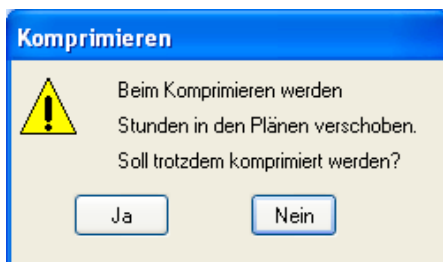 Komprimieren
Beim Komprimieren werden
Stunden in den Plänen verschoben.
Soll trotzdem komprimiert werden?
Ja
Nein